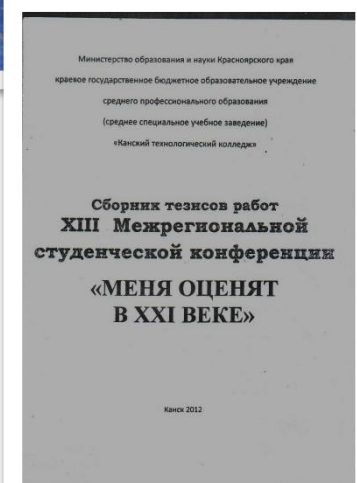 Министерство образования и науки Красноярского края
краевое государственное бюджетное образовательное учреждение
среднего профессионального образования
(среднее специальное учебное заведение)
«Канский технологический колледж»
Сборник тезисов работ
XIII Межрегиональной
студенческой конференции
«МЕНЯ ОЦЕНЯТ
В XXI ВЕКЕ»
Канск 2012